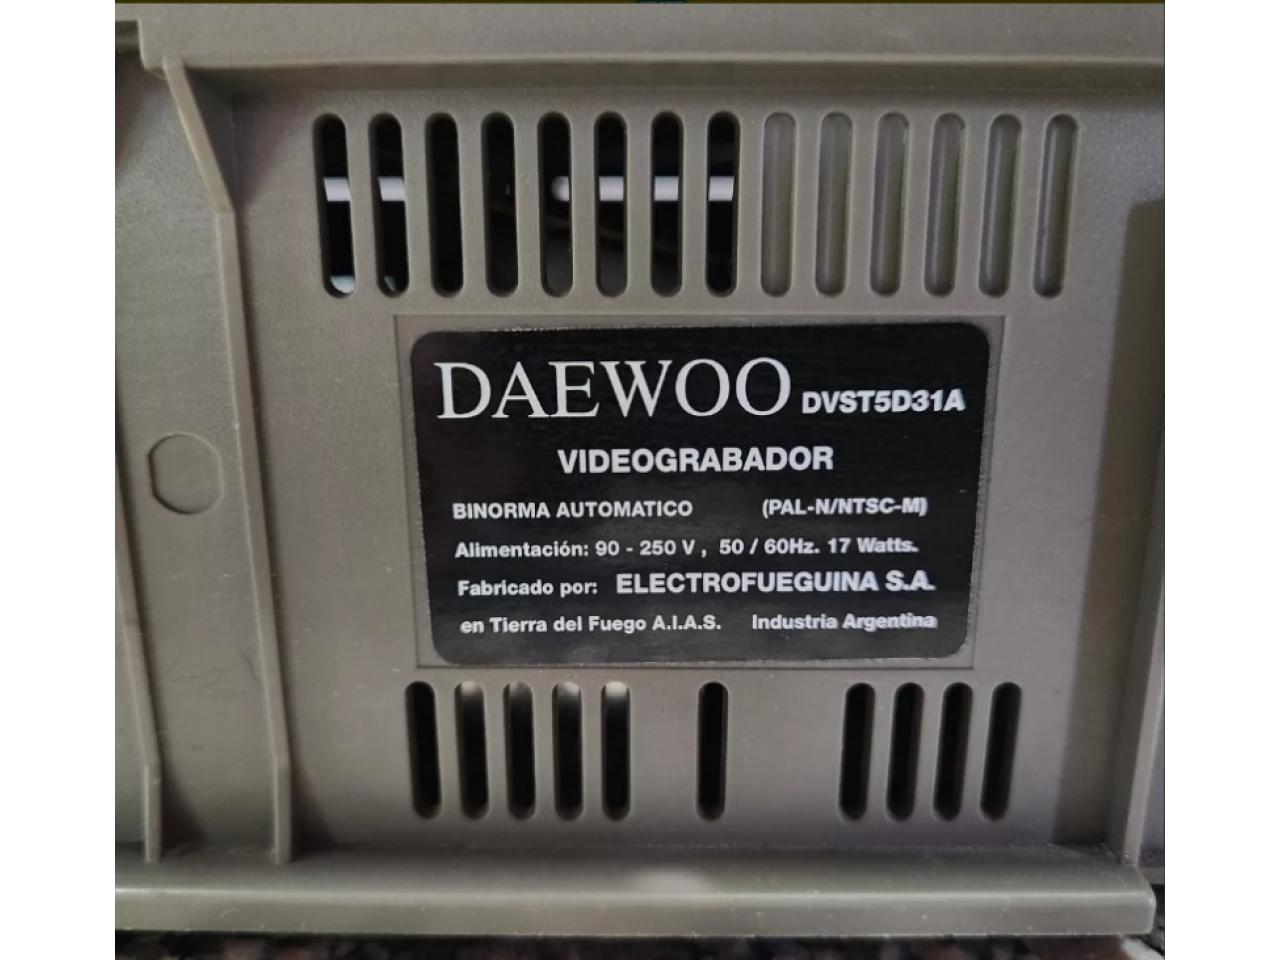 DAEWOO DVST5D31A
VIDEOGRABADOR
BINORMA AUTOMATICO (PAL-N/NTSC-M)
Alimentación: 90 - 250 V , 50 / 60Hz. 17 Watts.
Fabricado por: ELECTROFUEGUINA S.A.
en Tierra del Fuego A.I.A.S. Industria Argentina